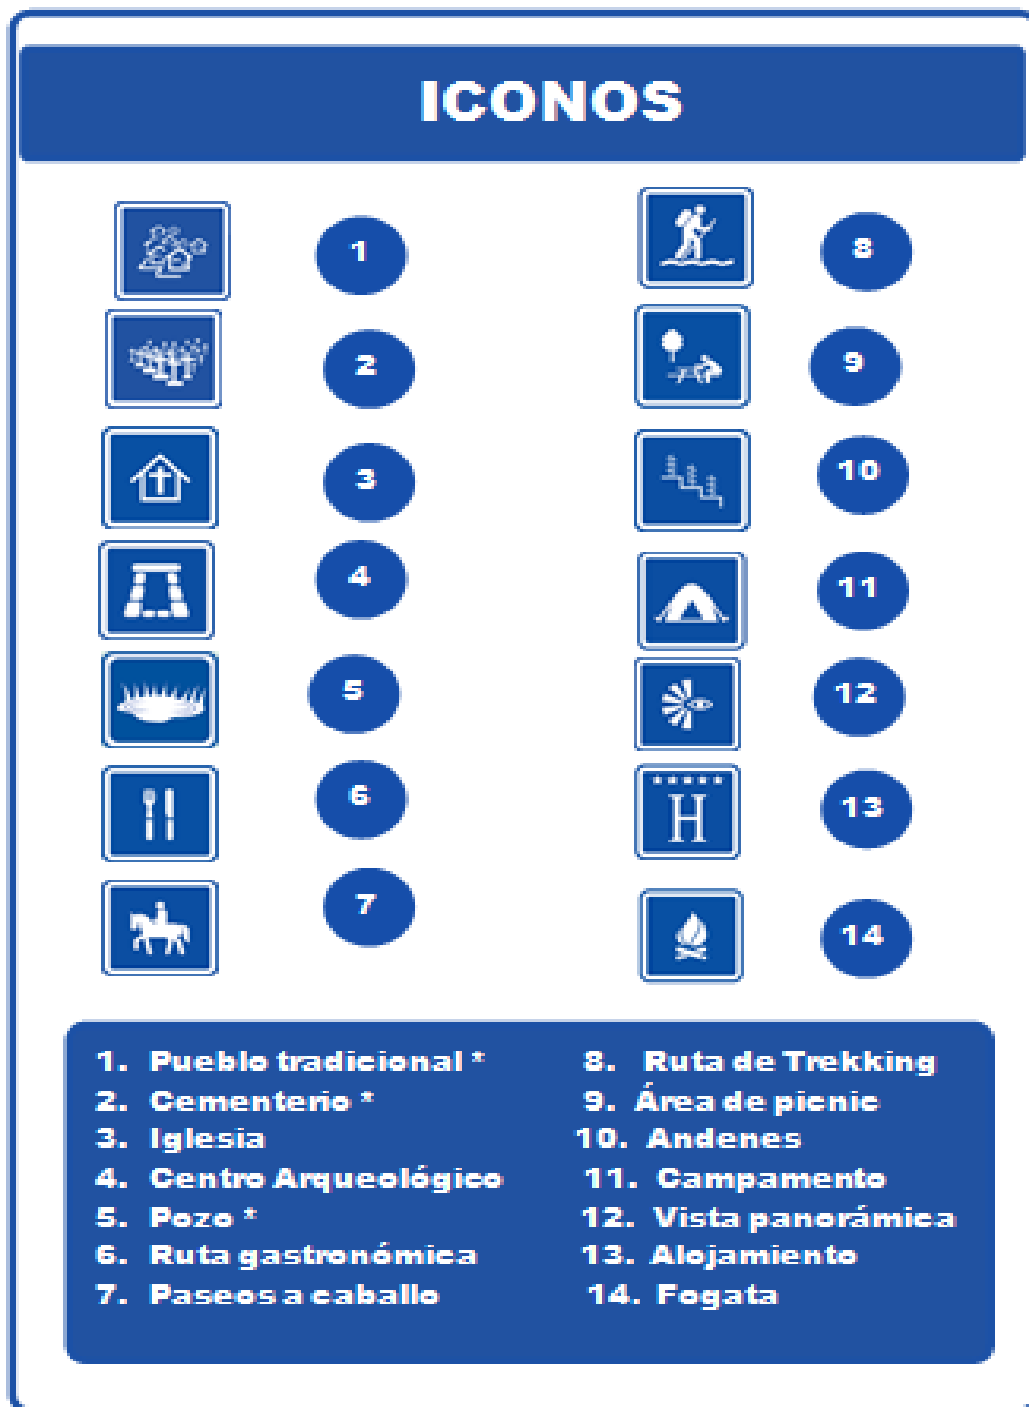 ICONOS
1
2
3
4
5
6
7
8
9
10
11
12
H
13
14
1. Pueblo tradicional *
2. Cementerio *
3. Iglesia
4. Centro Arqueológico
5. Pozo *
6. Ruta gastronómica
7. Paseos a caballo
8. Ruta de Trekking
9. Área de picnic
10. Andenes
11. Campamento
12. Vista panorámica
13. Alojamiento
14. Fogata